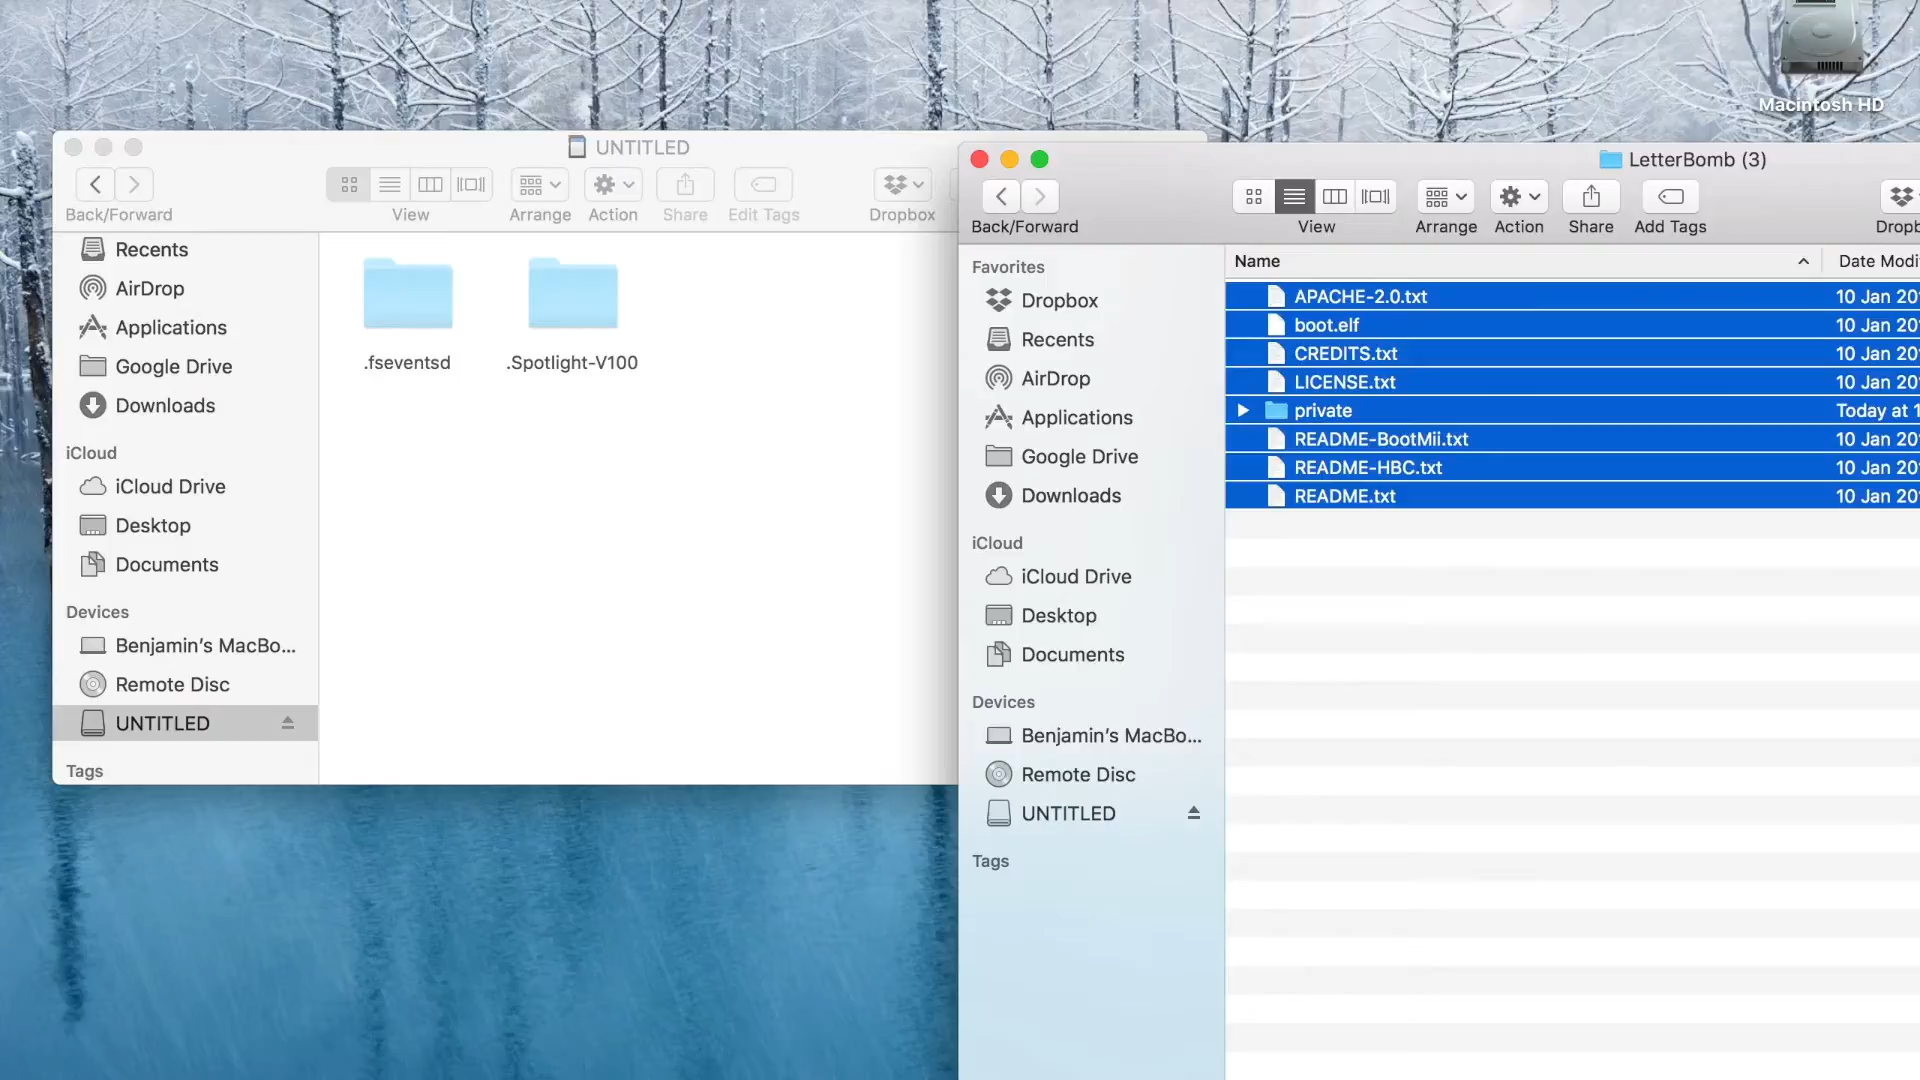 Macintosh HD
UNTITLED
Back/Forward
View
Arrange
Action
Share
Edit Tags
Dropbox
Recents
AirDrop
Applications
Google Drive
Downloads
iCloud
iCloud Drive
Desktop
Documents
Devices
Benjamin’s MacBo...
Remote Disc
UNTITLED
Tags
.fseventsd
.Spotlight-V100
LetterBomb (3)
Back/Forward
View
Arrange
Action
Share
Add Tags
Dropb
Favorites
Dropbox
Recents
AirDrop
Applications
Google Drive
Downloads
iCloud
iCloud Drive
Desktop
Documents
Devices
Benjamin’s MacBo...
Remote Disc
UNTITLED
Tags
Name Date Modi
APACHE-2.0.txt 10 Jan 20
boot.elf 10 Jan 20
CREDITS.txt 10 Jan 20
LICENSE.txt 10 Jan 20
private Today at 1
README-BootMii.txt 10 Jan 20
README-HBC.txt 10 Jan 20
README.txt 10 Jan 20